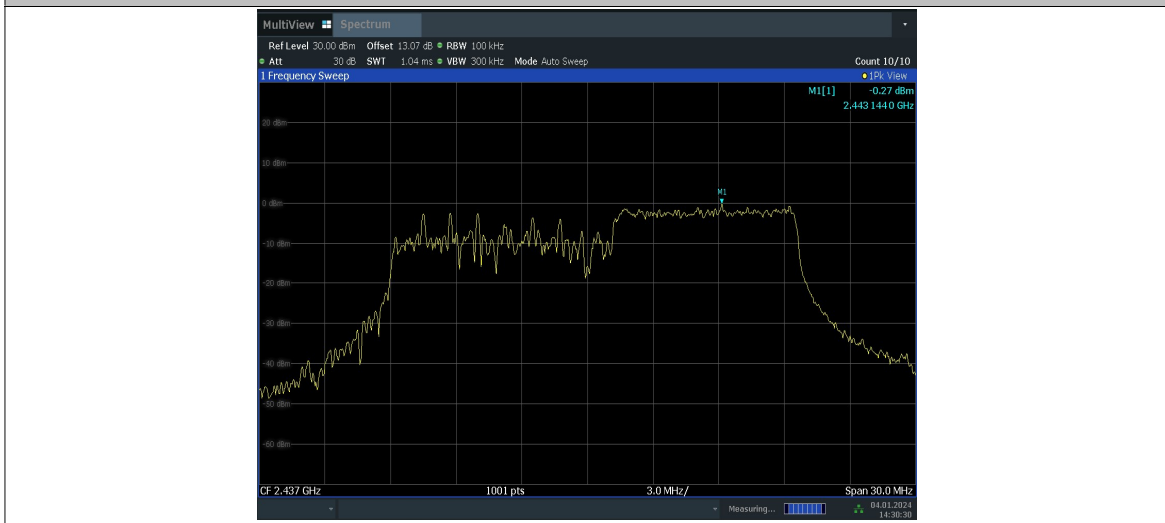 MultiView Spectrum
Ref Level 30.00 dBm Offset 13.07 dB RBW 100 kHz
Att 30 dB SWT 1.04 ms VBW 300 kHz Mode Auto Sweep Count 10/10
1 Frequency Sweep 1Pk View
M1[1] -0.27 dBm
2.443 144 0 GHz
20 dBm
10 dBm
M1
0 dBm
-10 dBm
-20 dBm
-30 dBm
-40 dBm
-50 dBm
-60 dBm
CF 2.437 GHz 1001 pts 3.0 MHz/ Span 30.0 MHz
Measuring... 04.01.2024
14:30:30